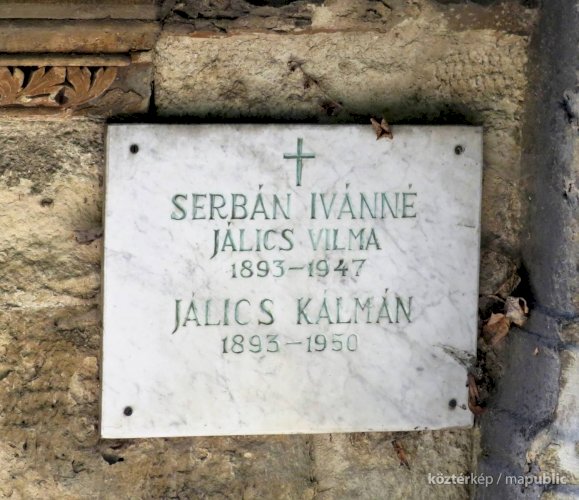 SERBÁN IVÁNNÉ
JÁLICS VILMA
1893-1947
JÁLICS KÁLMÁN
1893-1950
köztérkép / mapublic